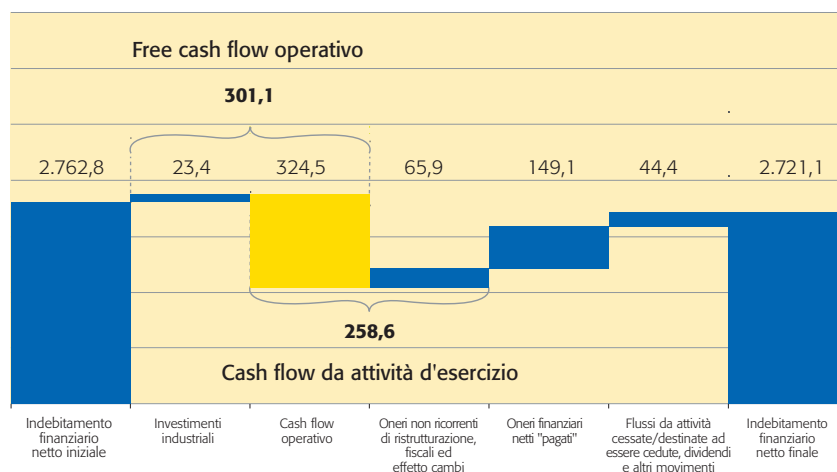 Free cash flow operativo
301,1
2.762,8 23,4 324,5 65,9 149,1 44,4 2.721,1
258,6
Cash flow da attività d'esercizio
Indebitamento
finanziario
netto iniziale
Investimenti
industriali
Cash flow
operativo
Oneri non ricorrenti
di ristrutturazione,
fiscali ed
effetto cambi
Oneri finanziari
netti "pagati"
Flussi da attività
cessate/destinate ad
essere cedute, dividendi
e altri movimenti
Indebitamento
finanziario
netto finale